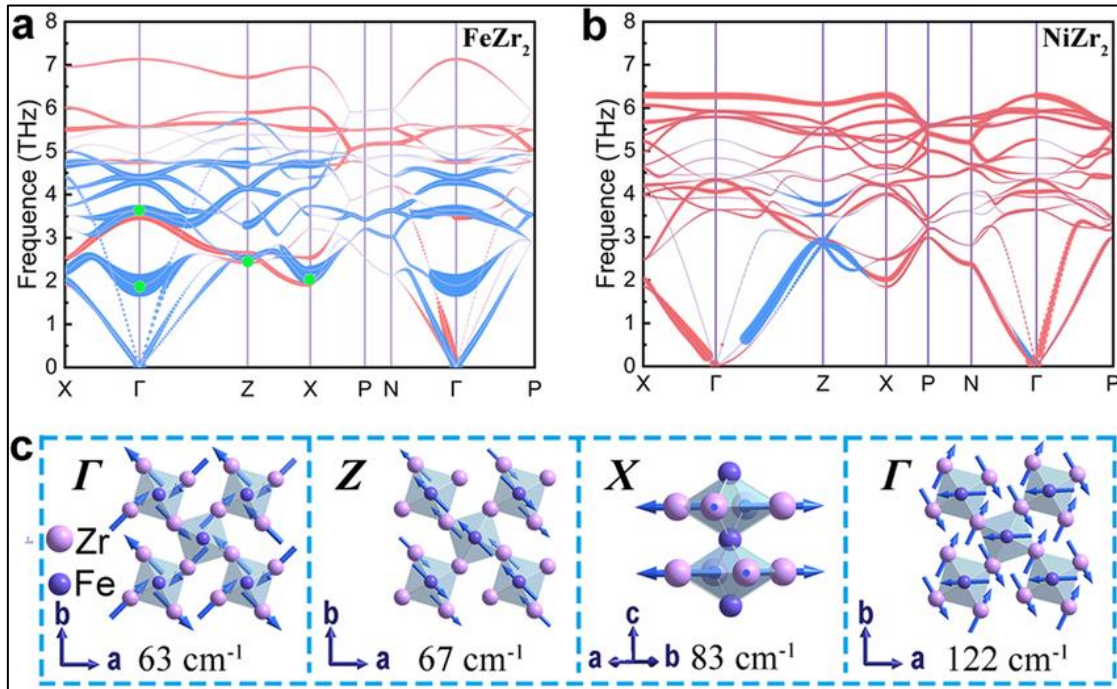 a
FeZr₂
Frequence (THz)
8
7
6
5
4
3
2
1
0
X Γ Z X P N Γ P
b
NiZr₂
Frequence (THz)
8
7
6
5
4
3
2
1
0
X Γ Z X P N Γ P
c
Γ
Zr
Fe
b
a
63 cm⁻¹
Z
b
a
67 cm⁻¹
X
c
a b
83 cm⁻¹
Γ
b
a
122 cm⁻¹